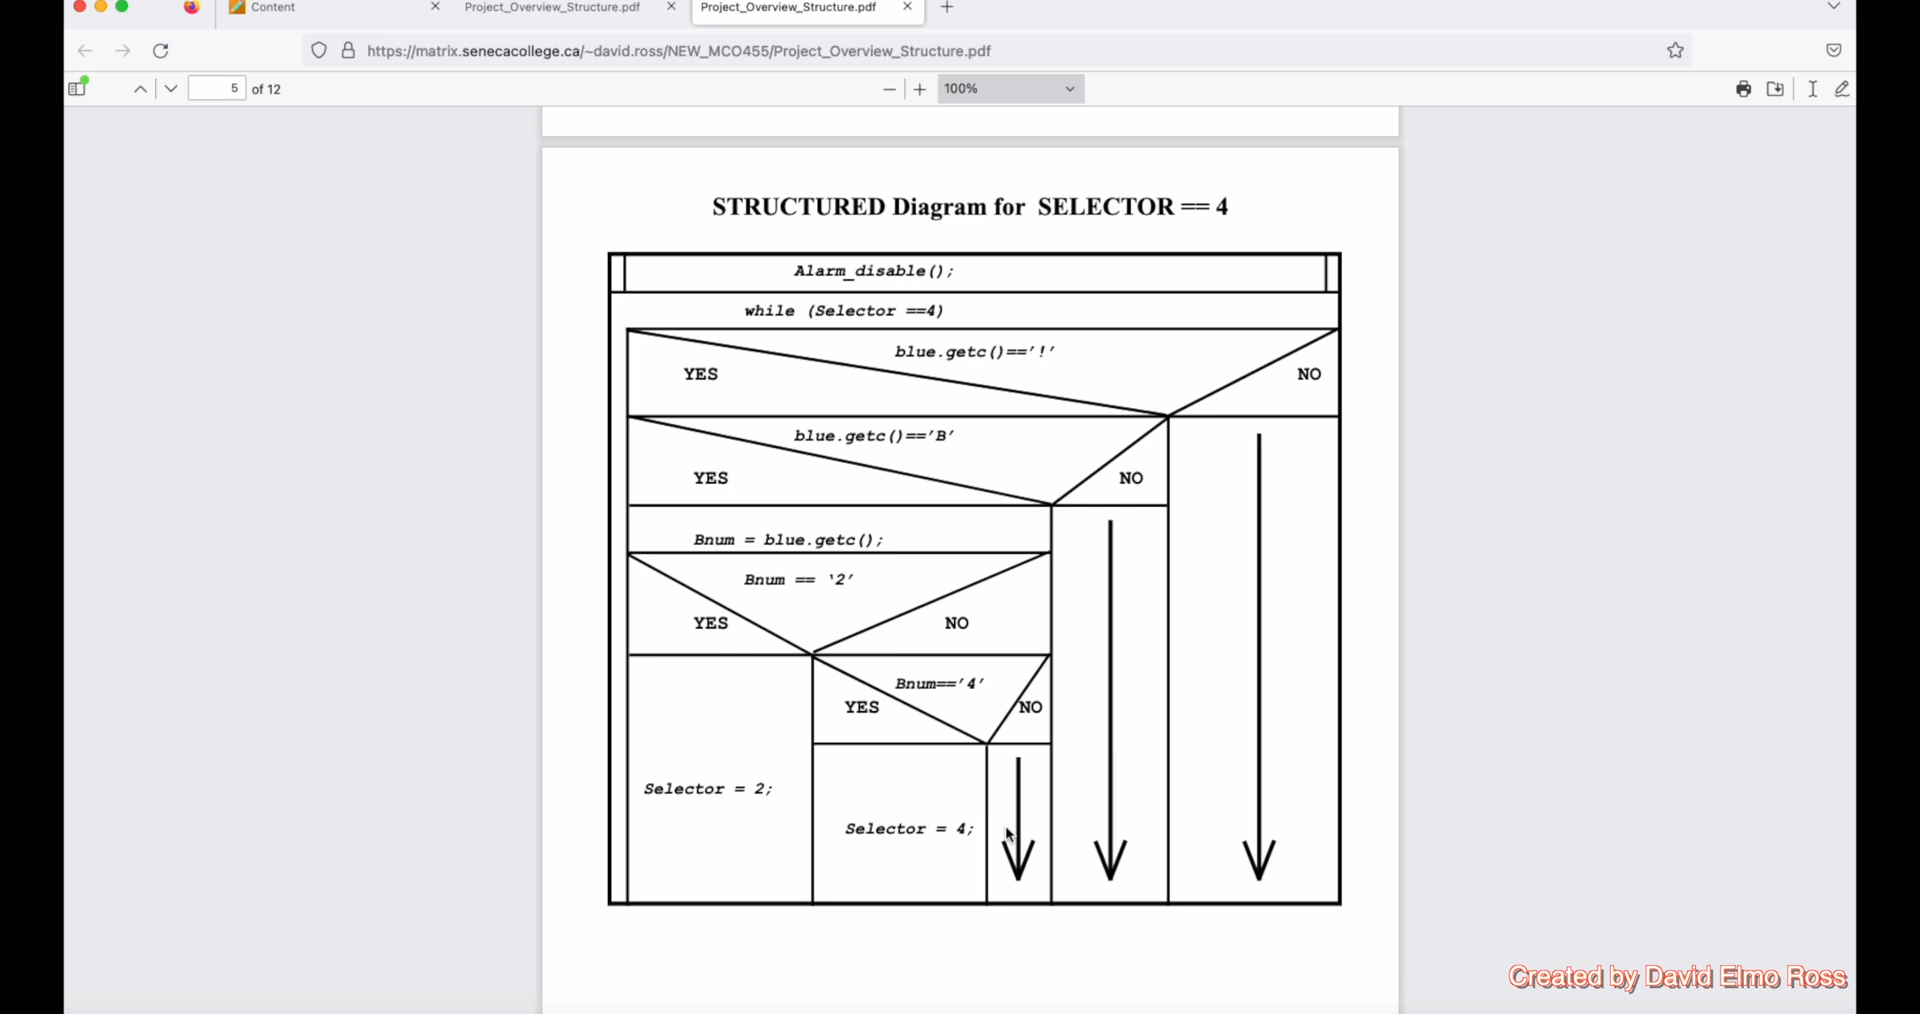 Content
Project_Overview_Structure.pdf
Project_Overview_Structure.pdf
https://matrix.senecacollege.ca/~david.ross/NEW_MCO455/Project_Overview_Structure.pdf
5 of 12
100%
STRUCTURED Diagram for SELECTOR == 4
Alarm_disable();
while (Selector ==4)
blue.getc()=='!'
YES
NO
blue.getc()=='B'
YES
NO
Bnum = blue.getc();
Bnum == ‘2’
YES
NO
Bnum=='4'
YES
NO
Selector = 2;
Selector = 4;
Created by David Elmo Ross